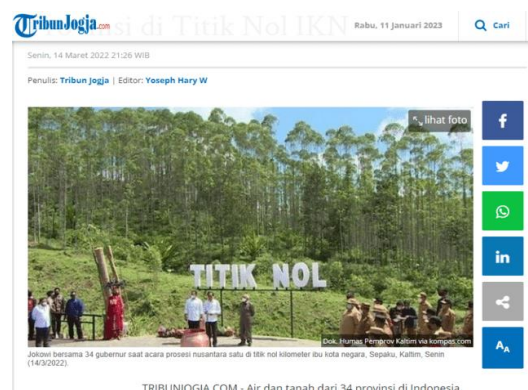 TribunJogja.com
nsi di Titik Nol IKN
Rabu, 11 Januari 2023
Cari
Senin, 14 Maret 2022 21:26 WIB
Penulis: Tribun Jogja | Editor: Yoseph Hary W
lihat foto
TITIK NOL
Dok. Humas Pemprov Kaltim via kompas.com
Jokowi bersama 34 gubernur saat acara prosesi nusantara satu di titik nol kilometer ibu kota negara, Sepaku, Kaltim, Senin
(14/3/2022).
TRIBUNJOGJA.COM - Air dan tanah dari 34 provinsi di Indonesia
f
in
AA